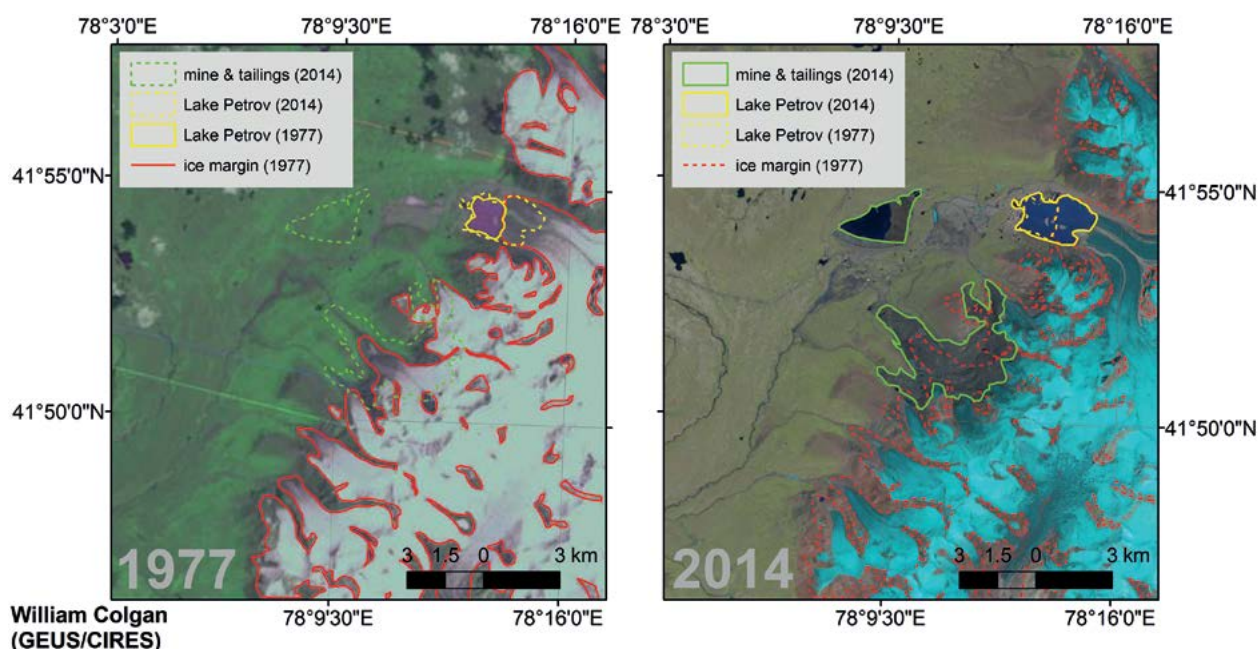 78°3'0"E 78°9'30"E 78°16'0"E 78°9'30"E 78°16'0"E
mine & tailings (2014)
Lake Petrov (2014)
Lake Petrov (1977)
ice margin (1977)
mine & tailings (2014)
Lake Petrov (2014)
Lake Petrov (1977)
ice margin (1977)
41°55'0"N 41°55'0"N
41°50'0"N 41°50'0"N
3 1.5 0 3 km
1977
3 1.5 0 3 km
2014
William Colgan
(GEUS/CIRES)
78°9'30"E 78°16'0"E 78°9'30"E 78°16'0"E